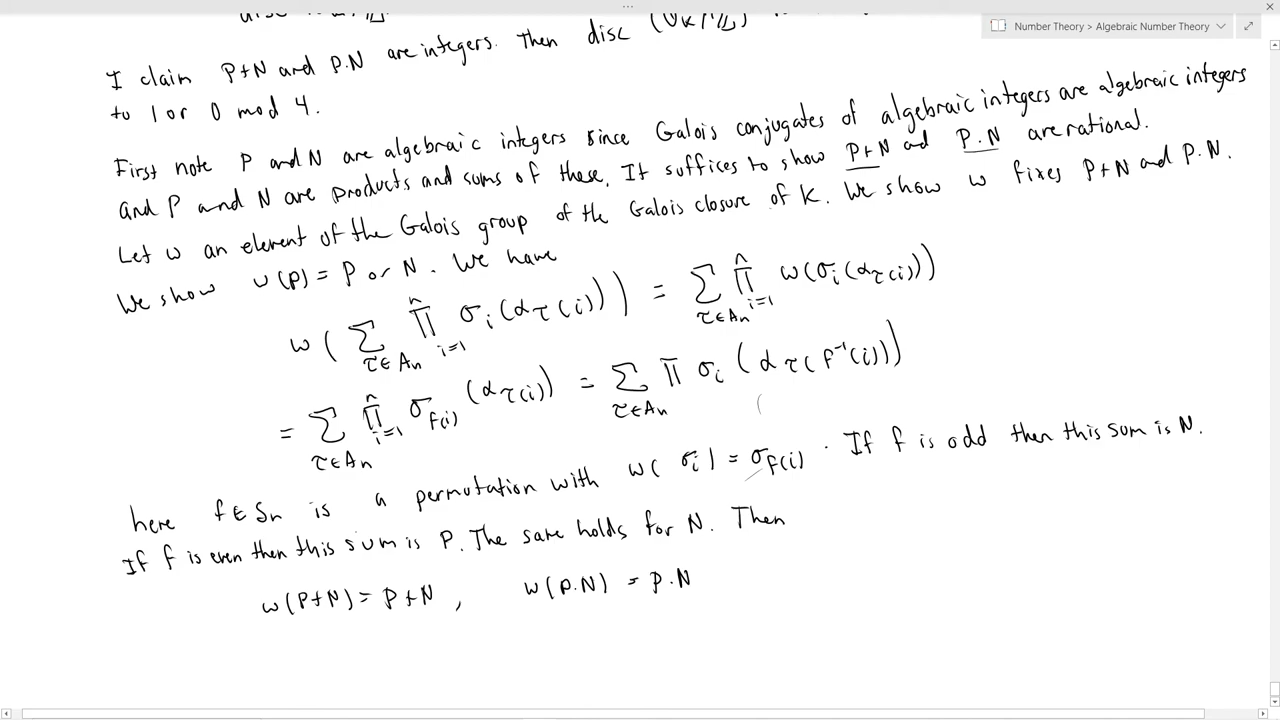 Number Theory > Algebraic Number Theory
I claim P+N and P.N are integers. Then disc (O_K/ℤ)
to 1 or 0 mod 4.
First note P and N are algebraic integers since Galois conjugates of algebraic integers are algebraic integers
and P and N are products and sums of these. It suffices to show P+N and P.N are rational.
Let w an element of the Galois group of the Galois closure of K. We show w fixes P+N and P.N.
We show w(P) = P or N. We have
w( ∑_{τ∈A_n} ∏_{i=1}^{n} σ_i(α_{τ(i)}) ) = ∑_{τ∈A_n} ∏_{i=1}^{n} w(σ_i(α_{τ(i)}))
= ∑_{τ∈A_n} ∏_{i=1}^{n} σ_{f(i)} (α_{τ(i)}) = ∑_{τ∈A_n} ∏ σ_i (α_{τ(f^{-1}(i))})
here f∈S_n is a permutation with w(σ_i) = σ_{f(i)}. If f is odd then this sum is N.
If f is even then this sum is P. The same holds for N. Then
w(P+N) = P+N, w(P.N) = P.N